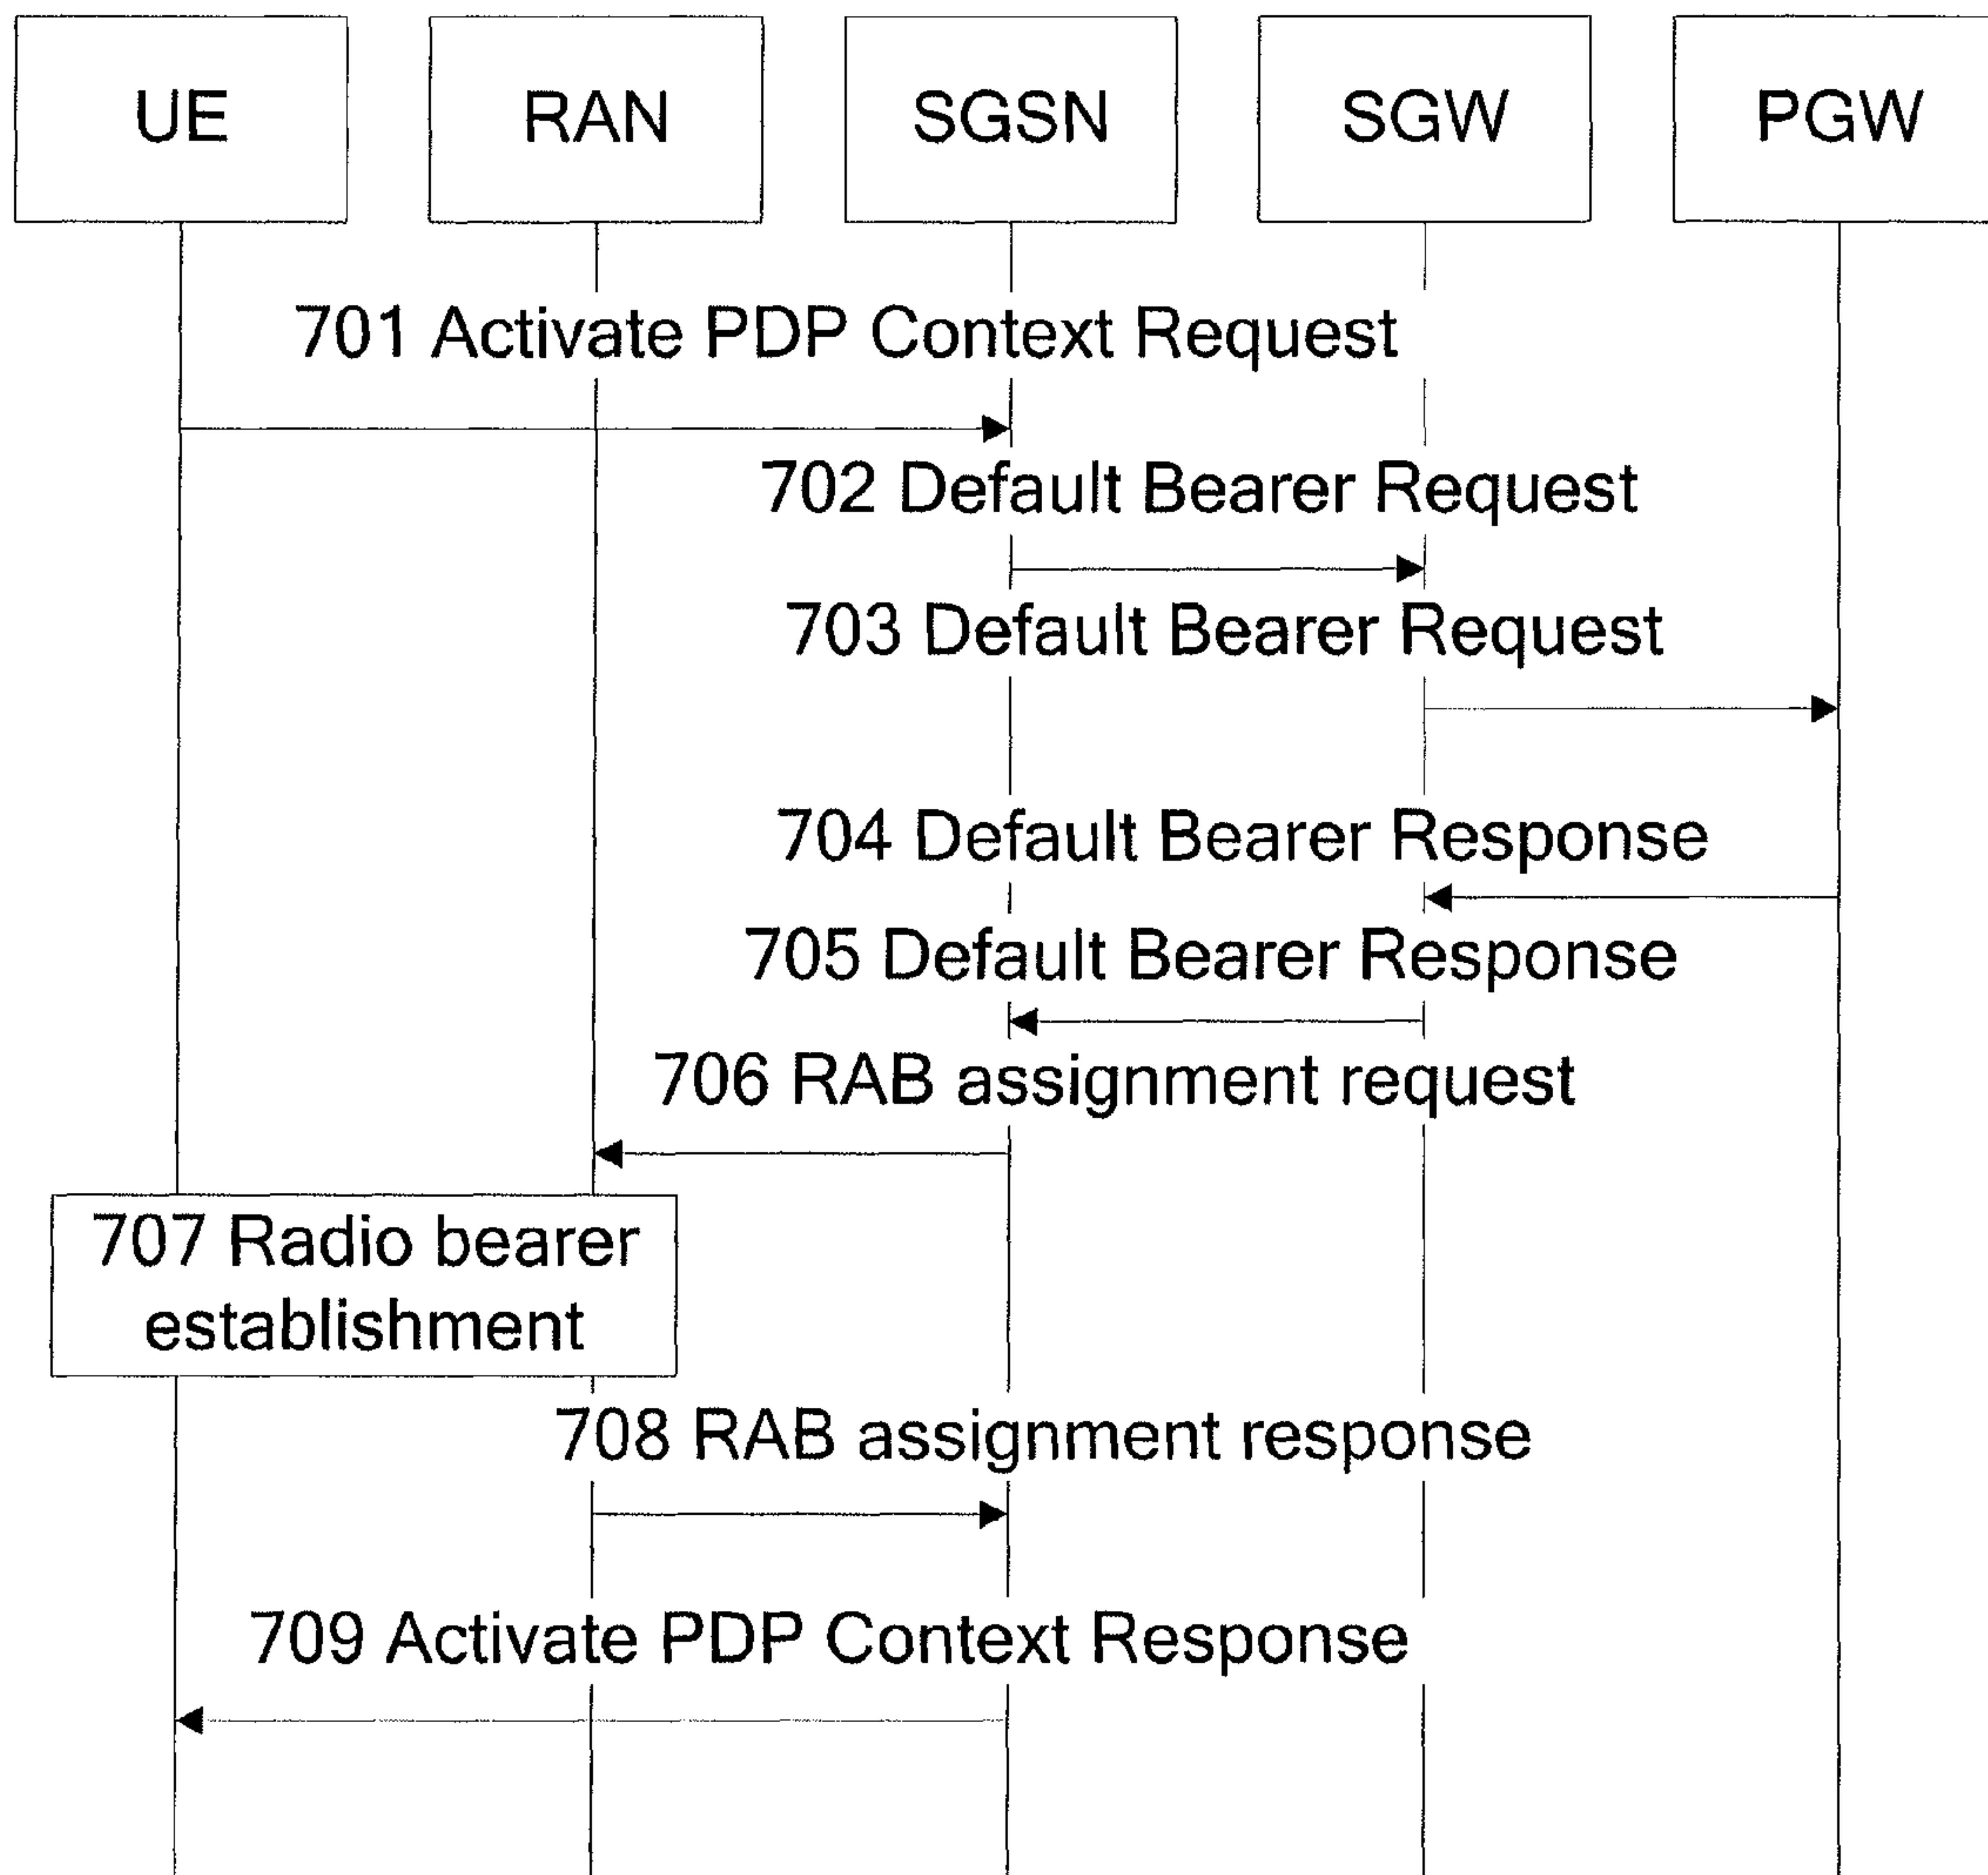 UE
RAN
SGSN
SGW
PGW
701 Activate PDP Context Request
702 Default Bearer Request
703 Default Bearer Request
704 Default Bearer Response
705 Default Bearer Response
706 RAB assignment request
707 Radio bearer
establishment
708 RAB assignment response
709 Activate PDP Context Response